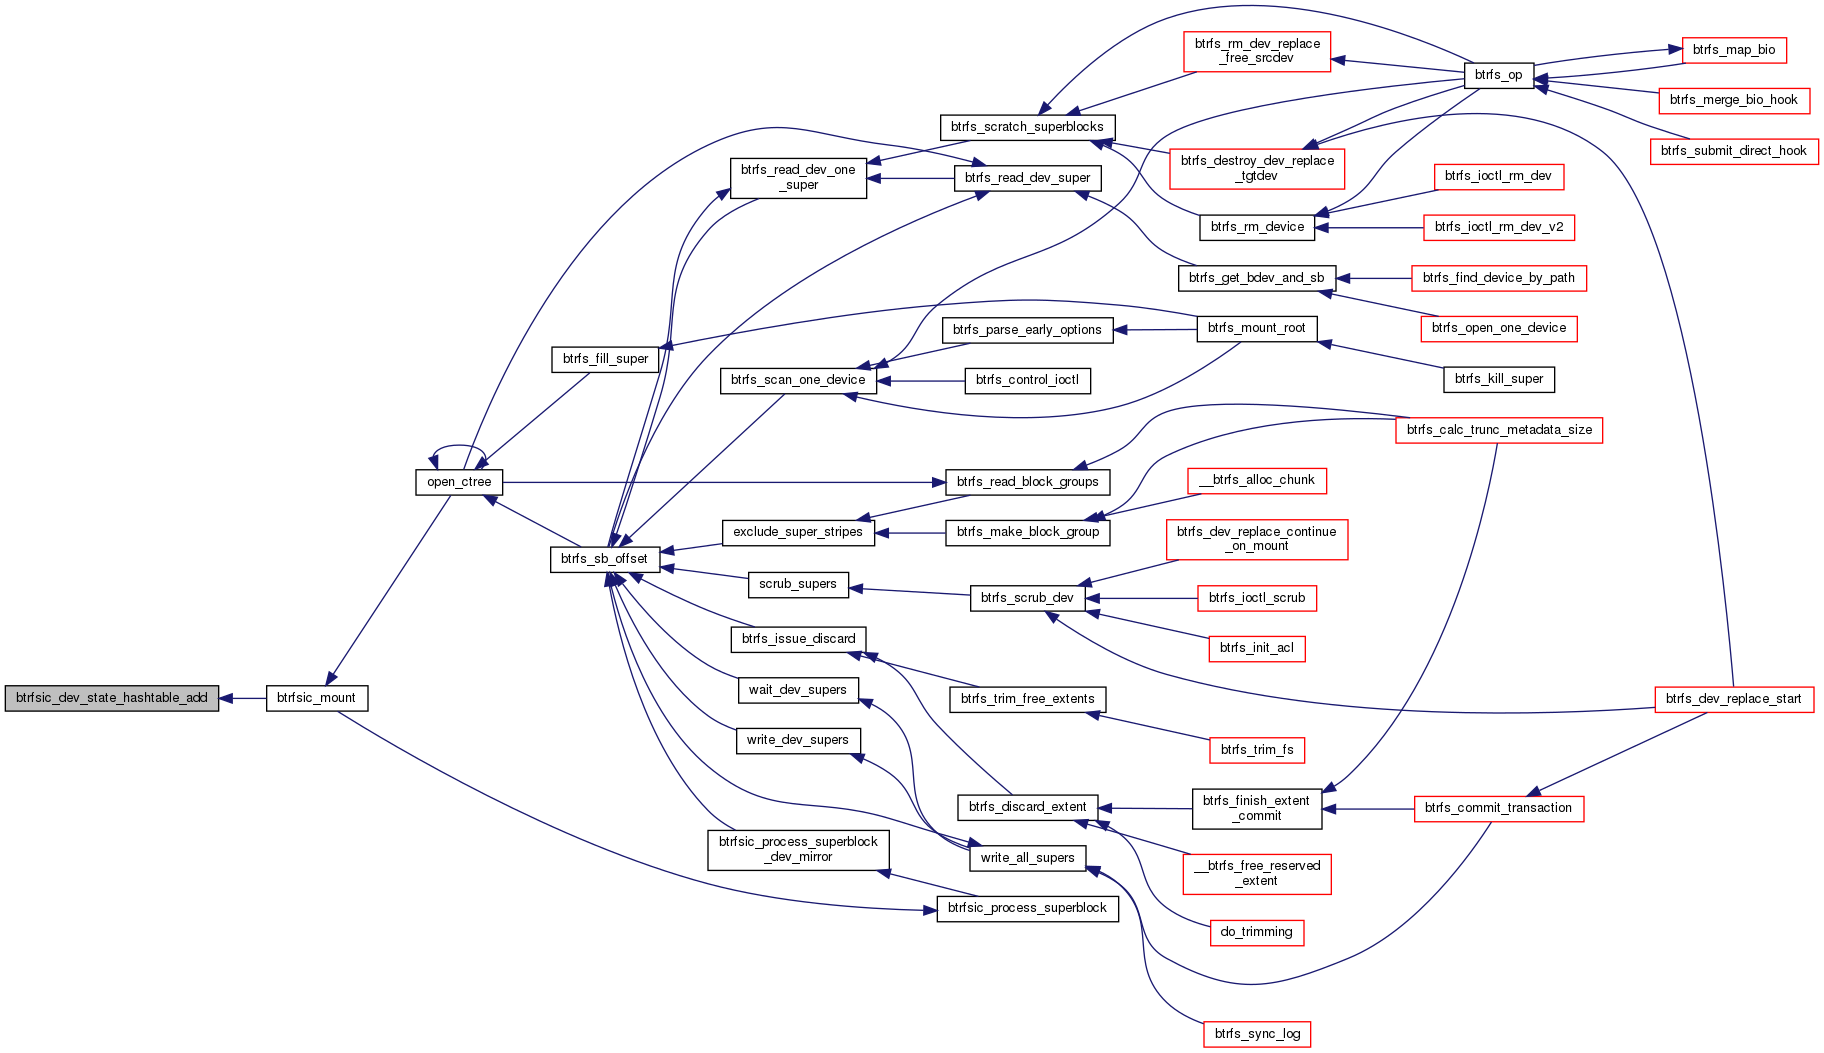 btrfsic_dev_state_hashtable_add
btrfsic_mount
open_ctree
btrfs_fill_super
btrfs_sb_offset
btrfs_read_dev_one
_super
btrfs_scan_one_device
exclude_super_stripes
scrub_supers
btrfs_issue_discard
wait_dev_supers
write_dev_supers
btrfsic_process_superblock
_dev_mirror
btrfs_scratch_superblocks
btrfs_read_dev_super
btrfs_parse_early_options
btrfs_control_ioctl
btrfs_read_block_groups
btrfs_make_block_group
btrfs_scrub_dev
btrfs_trim_free_extents
btrfs_discard_extent
write_all_supers
btrfsic_process_superblock
btrfs_rm_dev_replace
_free_srcdev
btrfs_destroy_dev_replace
_tgtdev
btrfs_rm_device
btrfs_get_bdev_and_sb
btrfs_mount_root
__btrfs_alloc_chunk
btrfs_dev_replace_continue
_on_mount
btrfs_ioctl_scrub
btrfs_init_acl
btrfs_trim_fs
btrfs_finish_extent
_commit
__btrfs_free_reserved
_extent
do_trimming
btrfs_sync_log
btrfs_op
btrfs_ioctl_rm_dev
btrfs_ioctl_rm_dev_v2
btrfs_find_device_by_path
btrfs_open_one_device
btrfs_kill_super
btrfs_calc_trunc_metadata_size
btrfs_commit_transaction
btrfs_map_bio
btrfs_merge_bio_hook
btrfs_submit_direct_hook
btrfs_dev_replace_start